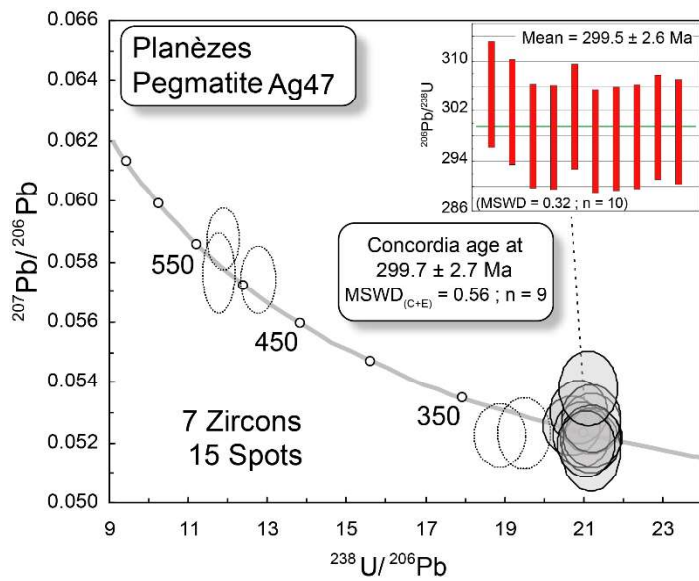 0.066
0.064
0.062
0.060
0.058
0.056
0.054
0.052
0.050
207Pb/206Pb
Planèzes
Pegmatite Ag47
Mean = 299.5 ± 2.6 Ma
310
302
294
286
206Pb/238U
(MSWD = 0.32 ; n = 10)
Concordia age at
299.7 ± 2.7 Ma
MSWD(C+E) = 0.56 ; n = 9
550
450
350
7 Zircons
15 Spots
9 11 13 15 17 19 21 23
238U/206Pb